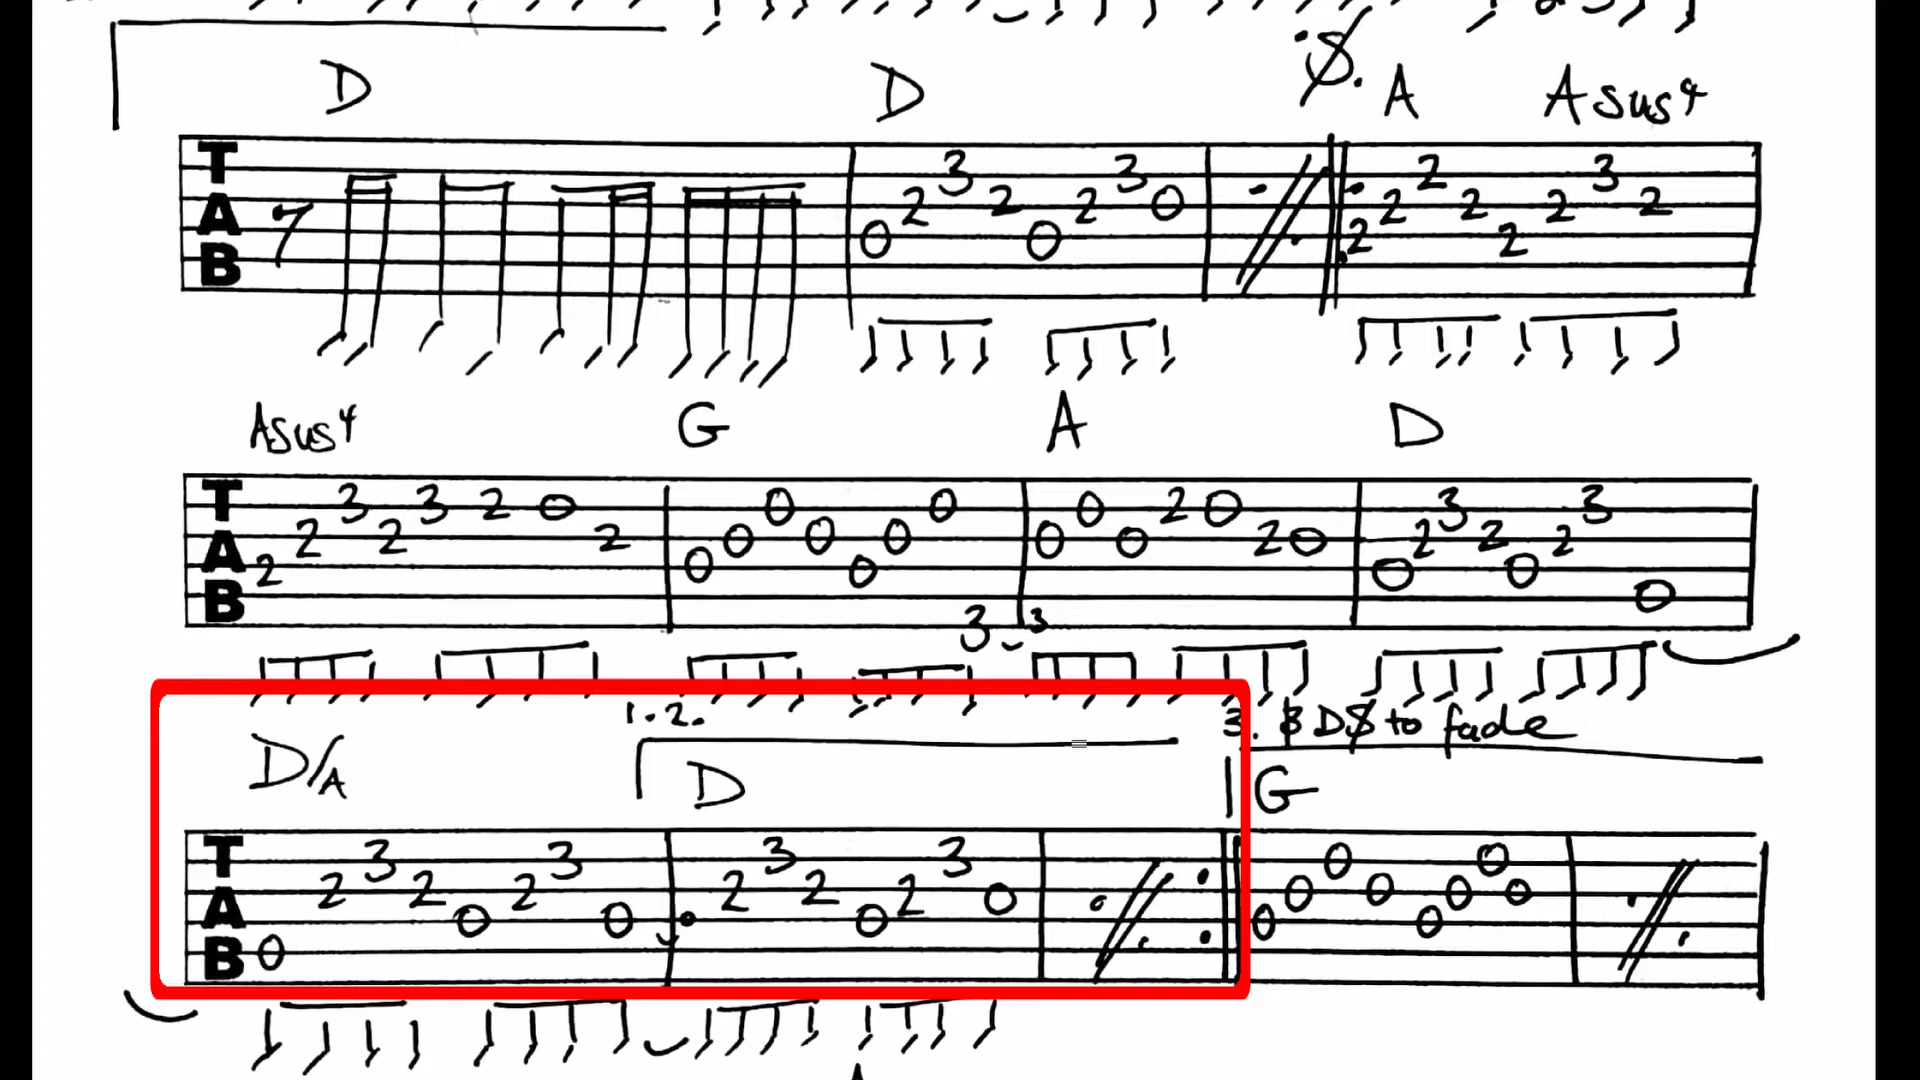 D D 𝄋 A Asus4
TAB 0 2 3 2 0 2 3 0 2 2 2 2 2 2 3 2
Asus4 G A D
TAB 2 2 3 2 3 2 0 2 0 0 0 0 0 0 0 3 3 0 0 0 2 0 2 0 0 2 3 2 0 2 3 0
1. 2. 3. to fade
D/A D G
TAB 0 2 3 2 0 2 3 0 2 3 2 0 2 3 0 0 0 0 0 0 0 0 0